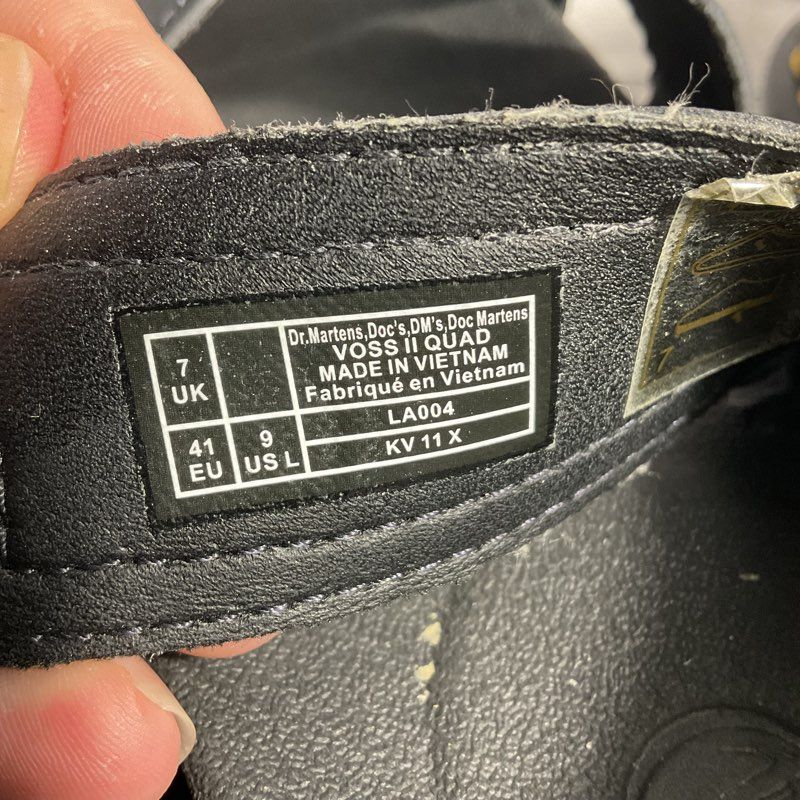 Dr.Martens,Doc's,DM's,Doc Martens
VOSS II QUAD
MADE IN VIETNAM
Fabriqué en Vietnam
7
UK
41
EU
9
US L
LA004
KV 11 X
7